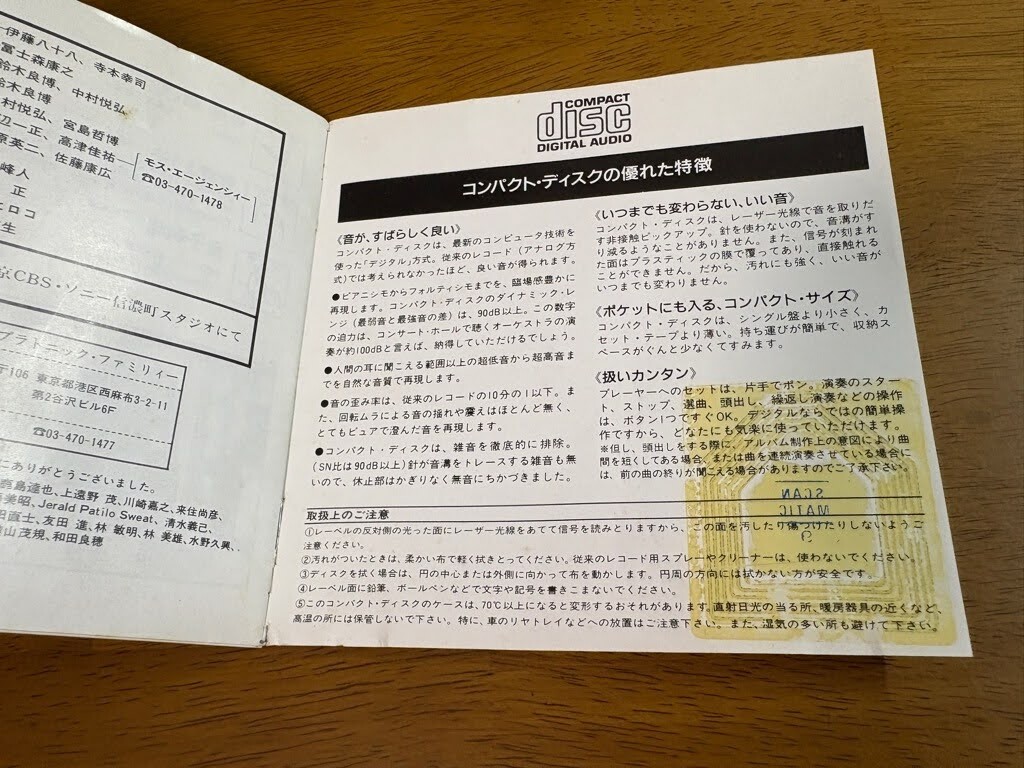 伊藤八十八、寺本幸司
冨士森康之
鈴木良博、中村悦弘
鈴木良博
村悦弘、宮島哲博
辺一正、高津佳祐
原英二、佐藤康広
モス・エージェンシィー
☎03-470-1478
峰人
正
ヒロコ
生
京CBS・ソニー信濃町スタジオにて
プラトニック・ファミリィー
〒106 東京都港区西麻布3-2-11
第2谷沢ビル6F
☎03-470-1477
にありがとうございました。
有島達也、上遠野 茂、川崎嘉之、来住尚彦、
美昭、Jerald Patilo Sweat、清水義己、
田直士、友田 進、林 敏明、林 美雄、水野久興、
山茂規、和田良穂
COMPACT
disc
DIGITAL AUDIO
コンパクト・ディスクの優れた特徴
《音が、すばらしく良い》
コンパクト・ディスクは、最新のコンピュータ技術を
使った「デジタル」方式。従来のレコード(アナログ方
式)では考えられなかったほど、良い音が得られます。
●ピアニシモからフォルティシモまでを、臨場感豊かに
再現します。コンパクト・ディスクのダイナミック・レ
ンジ(最弱音と最強音の差)は、90dB以上。この数字
の迫力は、コンサート・ホールで聴くオーケストラの演
奏が約100dBと言えば、納得していただけるでしょう。
●人間の耳に聞こえる範囲以上の超低音から超高音ま
でを自然な音質で再現します。
●音の歪み率は、従来のレコードの10分の1以下。ま
た、回転ムラによる音の揺れや震えはほとんど無く、
とてもピュアで澄んだ音を再現します。
●コンパクト・ディスクは、雑音を徹底的に排除。
(SN比は90dB以上)針が音溝をトレースする雑音も無
いので、休止部はかぎりなく無音にちかづきました。
《いつまでも変わらない、いい音》
コンパクト・ディスクは、レーザー光線で音を取りだ
す非接触ピックアップ。針を使わないので、音溝がす
り減るようなことがありません。また、信号が刻まれ
た面はプラスティックの膜で覆ってあり、直接触れる
ことができません。だから、汚れにも強く、いい音が
いつまでも変わりません。
《ポケットにも入る、コンパクト・サイズ》
コンパクト・ディスクは、シングル盤より小さく、カ
セット・テープより薄い。持ち運びが簡単で、収納ス
ペースがぐんと少なくてすみます。
《扱いカンタン》
プレーヤーへのセットは、片手でポン。演奏のスター
ト、ストップ、選曲、頭出し、繰返し演奏などの操作
は、ボタン1つですぐOK。デジタルならではの簡単操
作ですから、どなたにも気楽に使っていただけます。
※但し、頭出しをする際に、アルバム制作上の意図により曲
間を短くしてある場合、または曲を連続演奏させている場合に
は、前の曲の終りが聞こえる場合がありますのでご了承下さい。
SCAN
MATIC
取扱上のご注意
①レーベルの反対側の光った面にレーザー光線をあてて信号を読みとりますから、この面を汚したり傷つけたりしないようご
注意ください。
②汚れがついたときは、柔かい布で軽く拭きとってください。従来のレコード用スプレーやクリーナーは、使わないでください。
③ディスクを拭く場合は、円の中心または外側に向かって布を動かします。円周の方向には拭かない方が安全です。
④レーベル面に鉛筆、ボールペンなどで文字や記号を書きこまないでください。
⑤このコンパクト・ディスクのケースは、70℃以上になると変形するおそれがあります。直射日光の当る所、暖房器具の近くなど、
高温の所には保管しないで下さい。特に、車のリヤトレイなどへの放置はご注意下さい。また、湿気の多い所も避けて下さい。